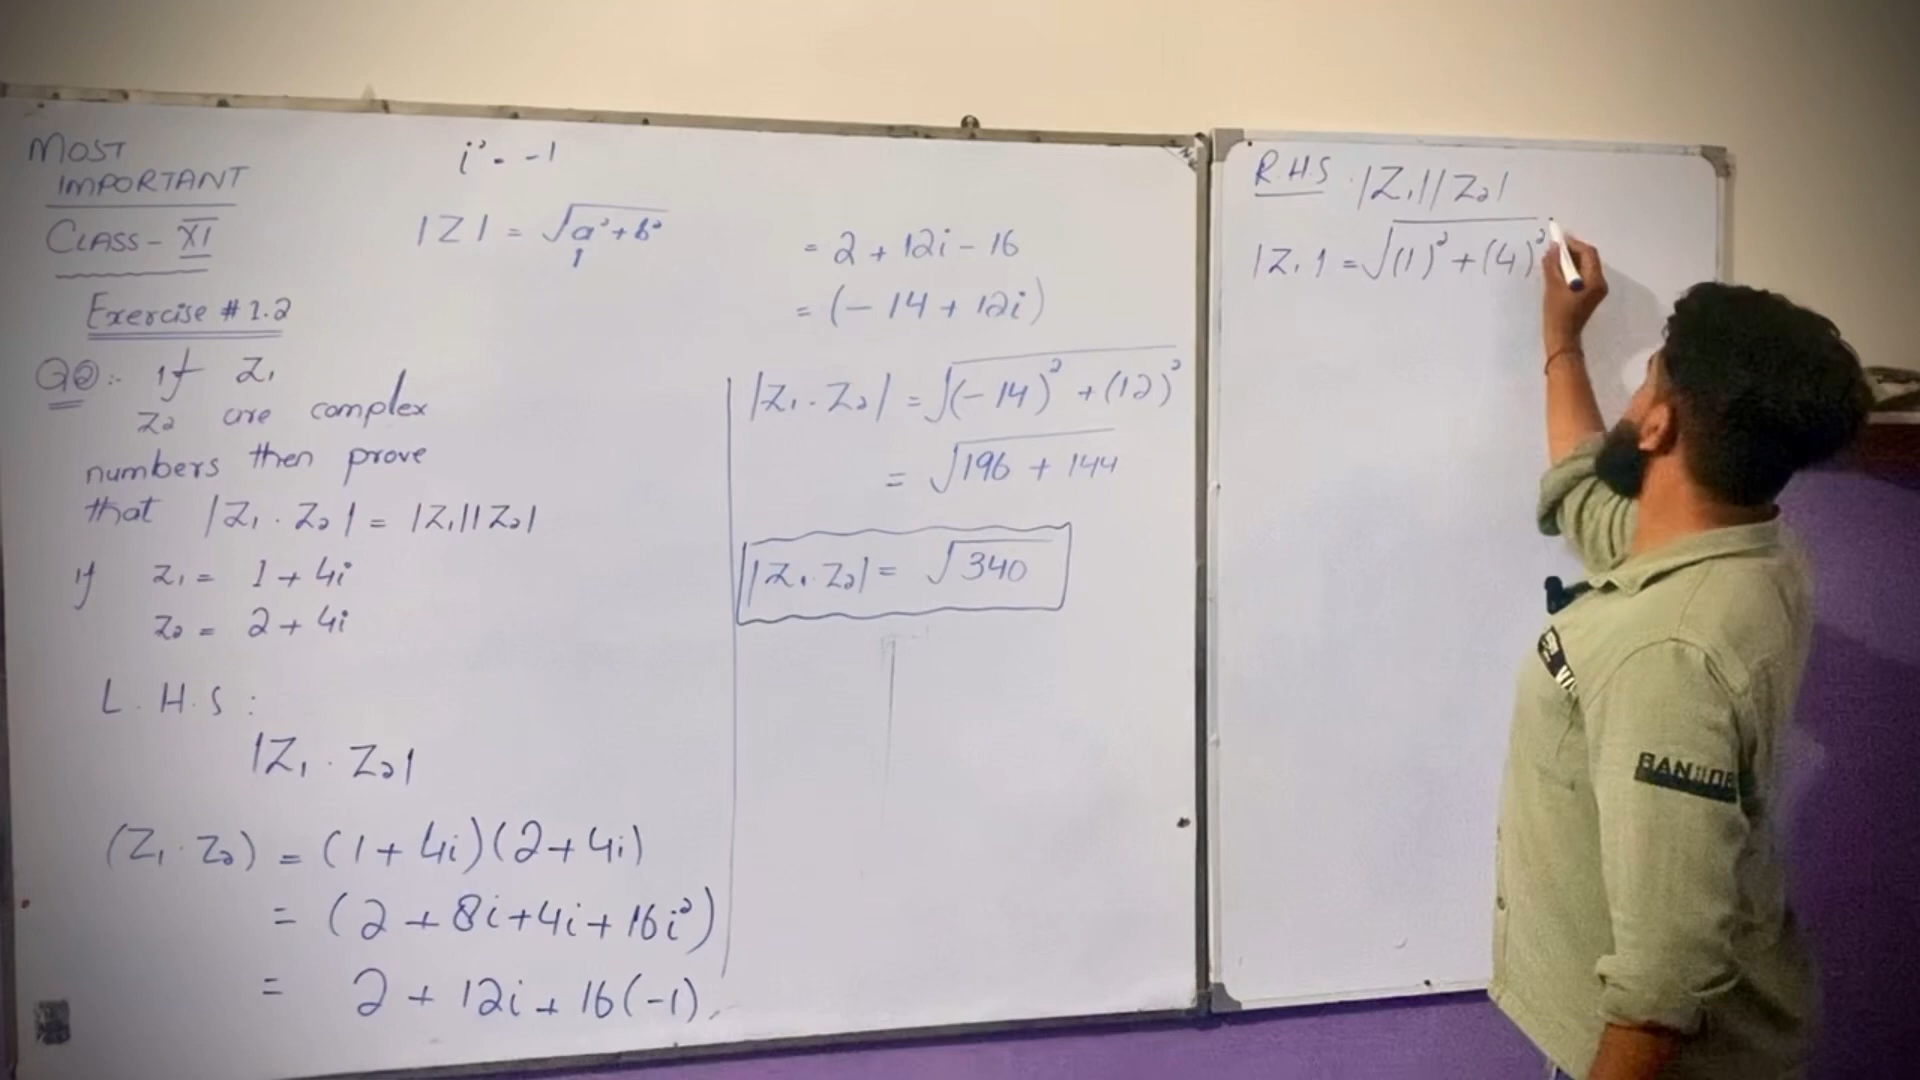 MOST
IMPORTANT
CLASS - XI
Exercise # 1.2
Q2:- If Z₁
Z₂ are complex
numbers then prove
that |Z₁ . Z₂| = |Z₁||Z₂|
if Z₁ = 1 + 4i
Z₂ = 2 + 4i
L.H.S :
|Z₁ . Z₂|
(Z₁ . Z₂) = (1 + 4i)(2 + 4i)
= (2 + 8i + 4i + 16i²)
= 2 + 12i + 16(-1)
i² = -1
|Z| = √a² + b²
1
= 2 + 12i - 16
= (- 14 + 12i)
|Z₁ . Z₂| = √(- 14)² + (12)²
= √196 + 144
|Z₁ . Z₂| = √340
R.H.S |Z₁||Z₂|
|Z₁| = √(1)² + (4)²